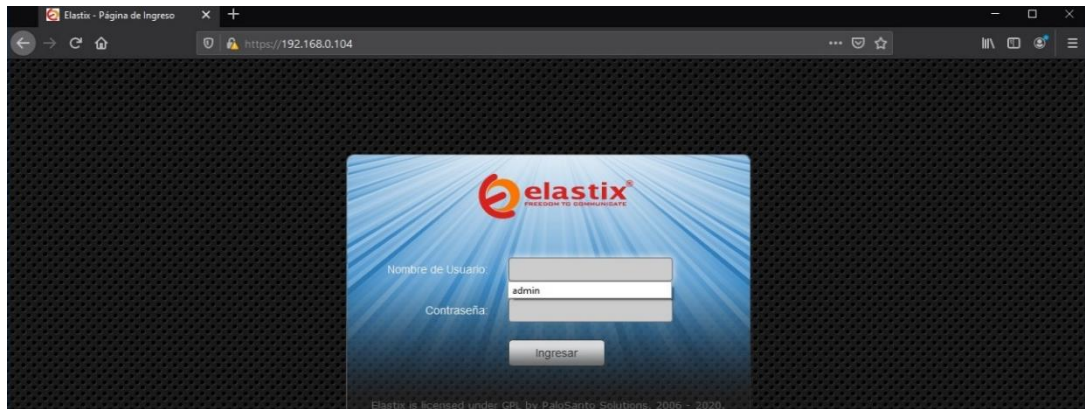 Elastix - Página de Ingreso
https://192.168.0.104
elastix®
FREEDOM TO COMMUNICATE
Nombre de Usuario:
admin
Contraseña:
Ingresar
Elastix is licensed under GPL by PaloSanto Solutions. 2006 - 2020.